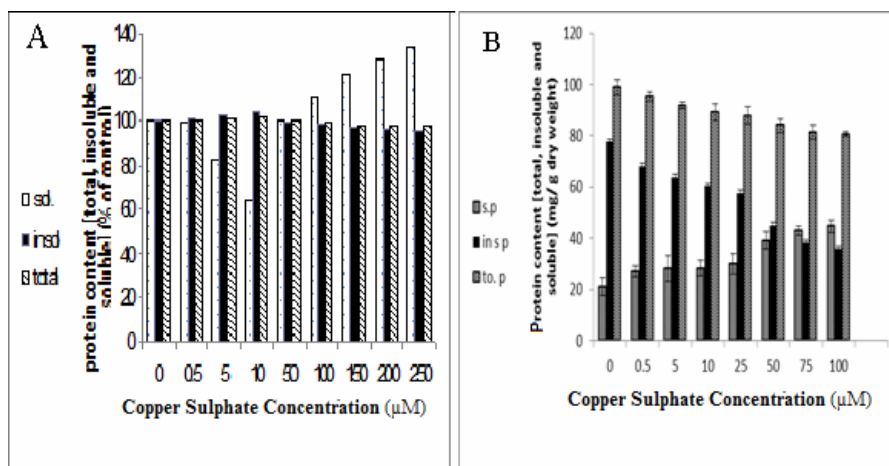 A
protein content [total, insoluble and
soluble] (% of control)
140
120
100
80
60
40
20
0
sol.
insol
total
0 0.5 5 10 50 100 150 200 250
Copper Sulphate Concentration (µM)
B
Protein content [total, insoluble and
soluble] (mg/ g dry weight)
120
100
80
60
40
20
0
s.p
in s p
to. p
0 0.5 5 10 25 50 75 100
Copper Sulphate Concentration (µM)